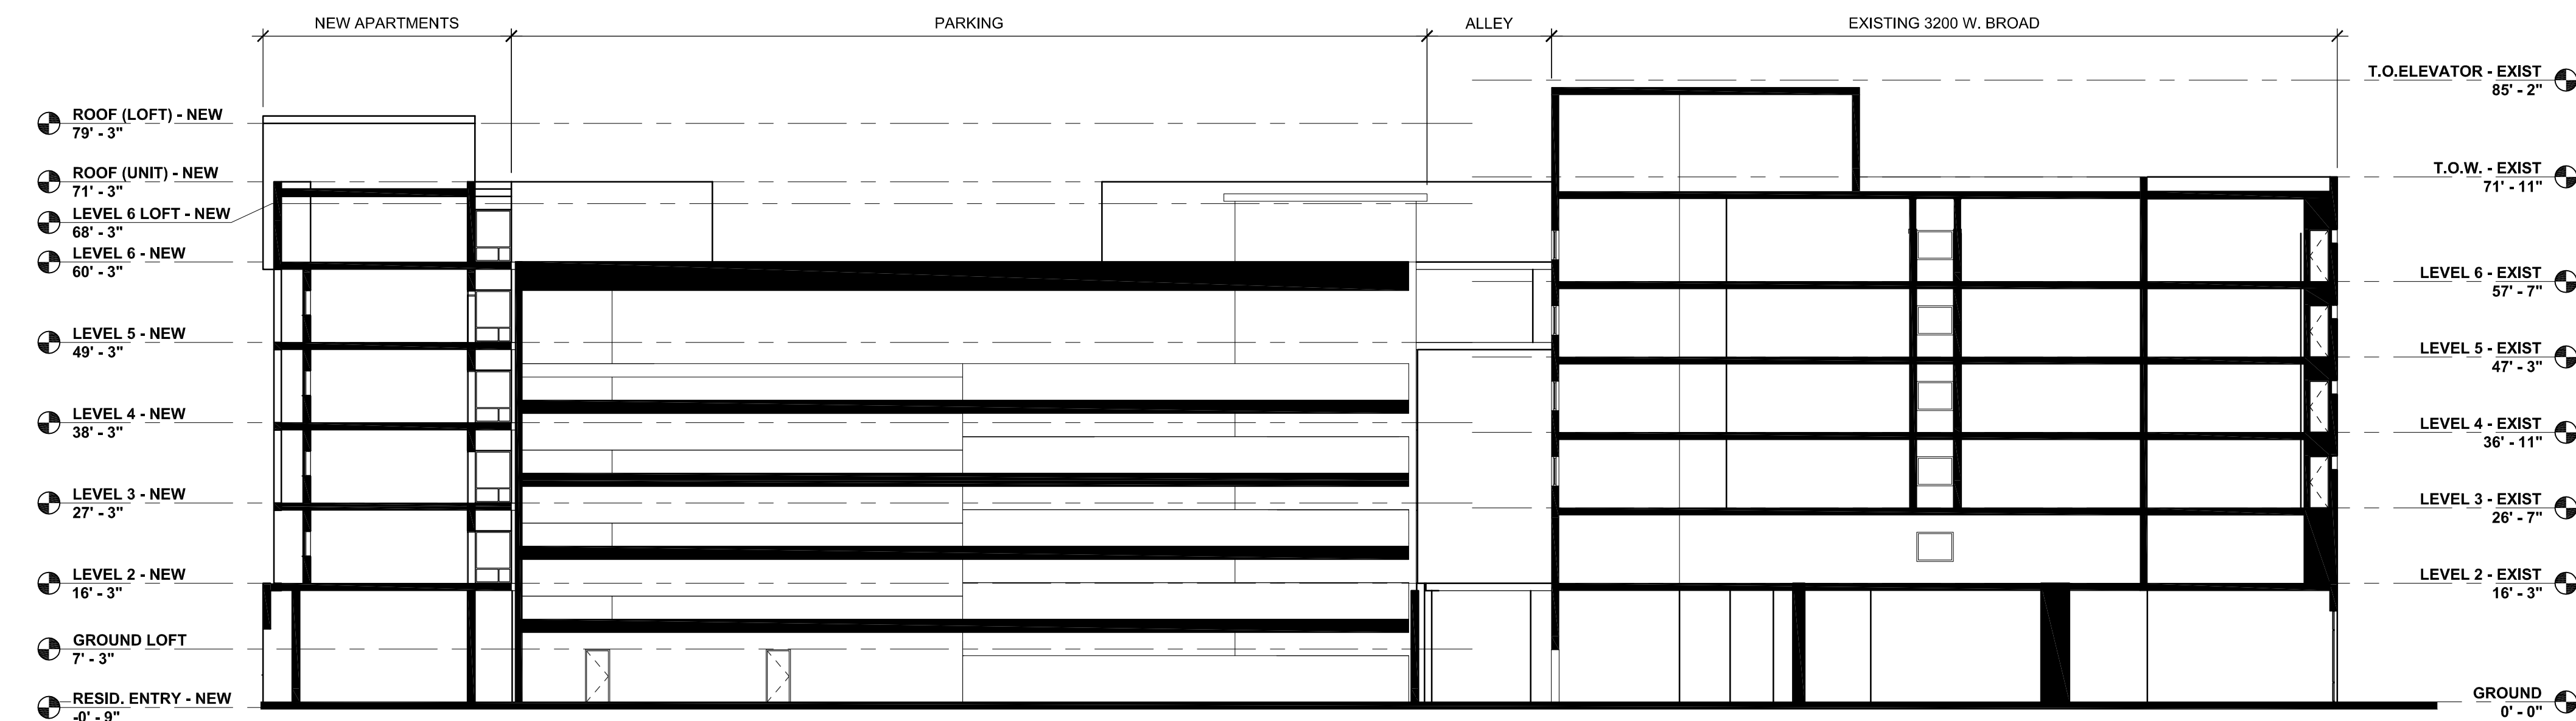 NEW APARTMENTS
PARKING
ALLEY
EXISTING 3200 W. BROAD
ROOF (LOFT) - NEW
79' - 3"
ROOF (UNIT) - NEW
71' - 3"
LEVEL 6 LOFT - NEW
68' - 3"
LEVEL 6 - NEW
60' - 3"
LEVEL 5 - NEW
49' - 3"
LEVEL 4 - NEW
38' - 3"
LEVEL 3 - NEW
27' - 3"
LEVEL 2 - NEW
16' - 3"
GROUND LOFT
7' - 3"
RESID. ENTRY - NEW
-0' - 9"
T.O.ELEVATOR - EXIST
85' - 2"
T.O.W. - EXIST
71' - 11"
LEVEL 6 - EXIST
57' - 7"
LEVEL 5 - EXIST
47' - 3"
LEVEL 4 - EXIST
36' - 11"
LEVEL 3 - EXIST
26' - 7"
LEVEL 2 - EXIST
16' - 3"
GROUND
0' - 0"